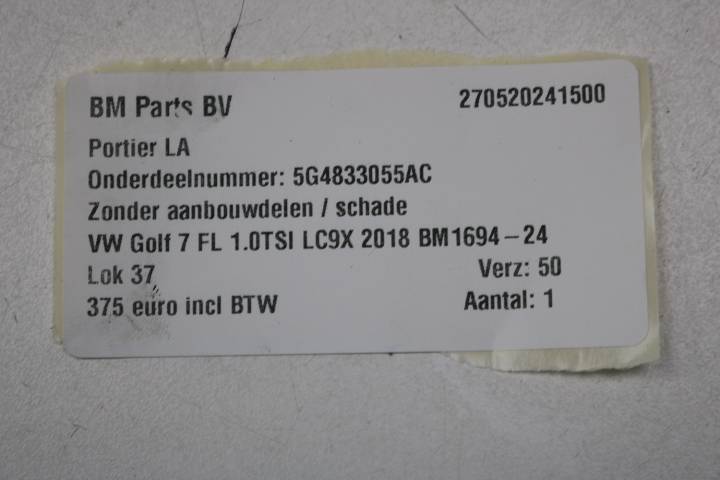 BM Parts BV 270520241500
Portier LA
Onderdeelnummer: 5G4833055AC
Zonder aanbouwdelen / schade
VW Golf 7 FL 1.0TSI LC9X 2018 BM1694-24
Lok 37 Verz: 50
375 euro incl BTW Aantal: 1